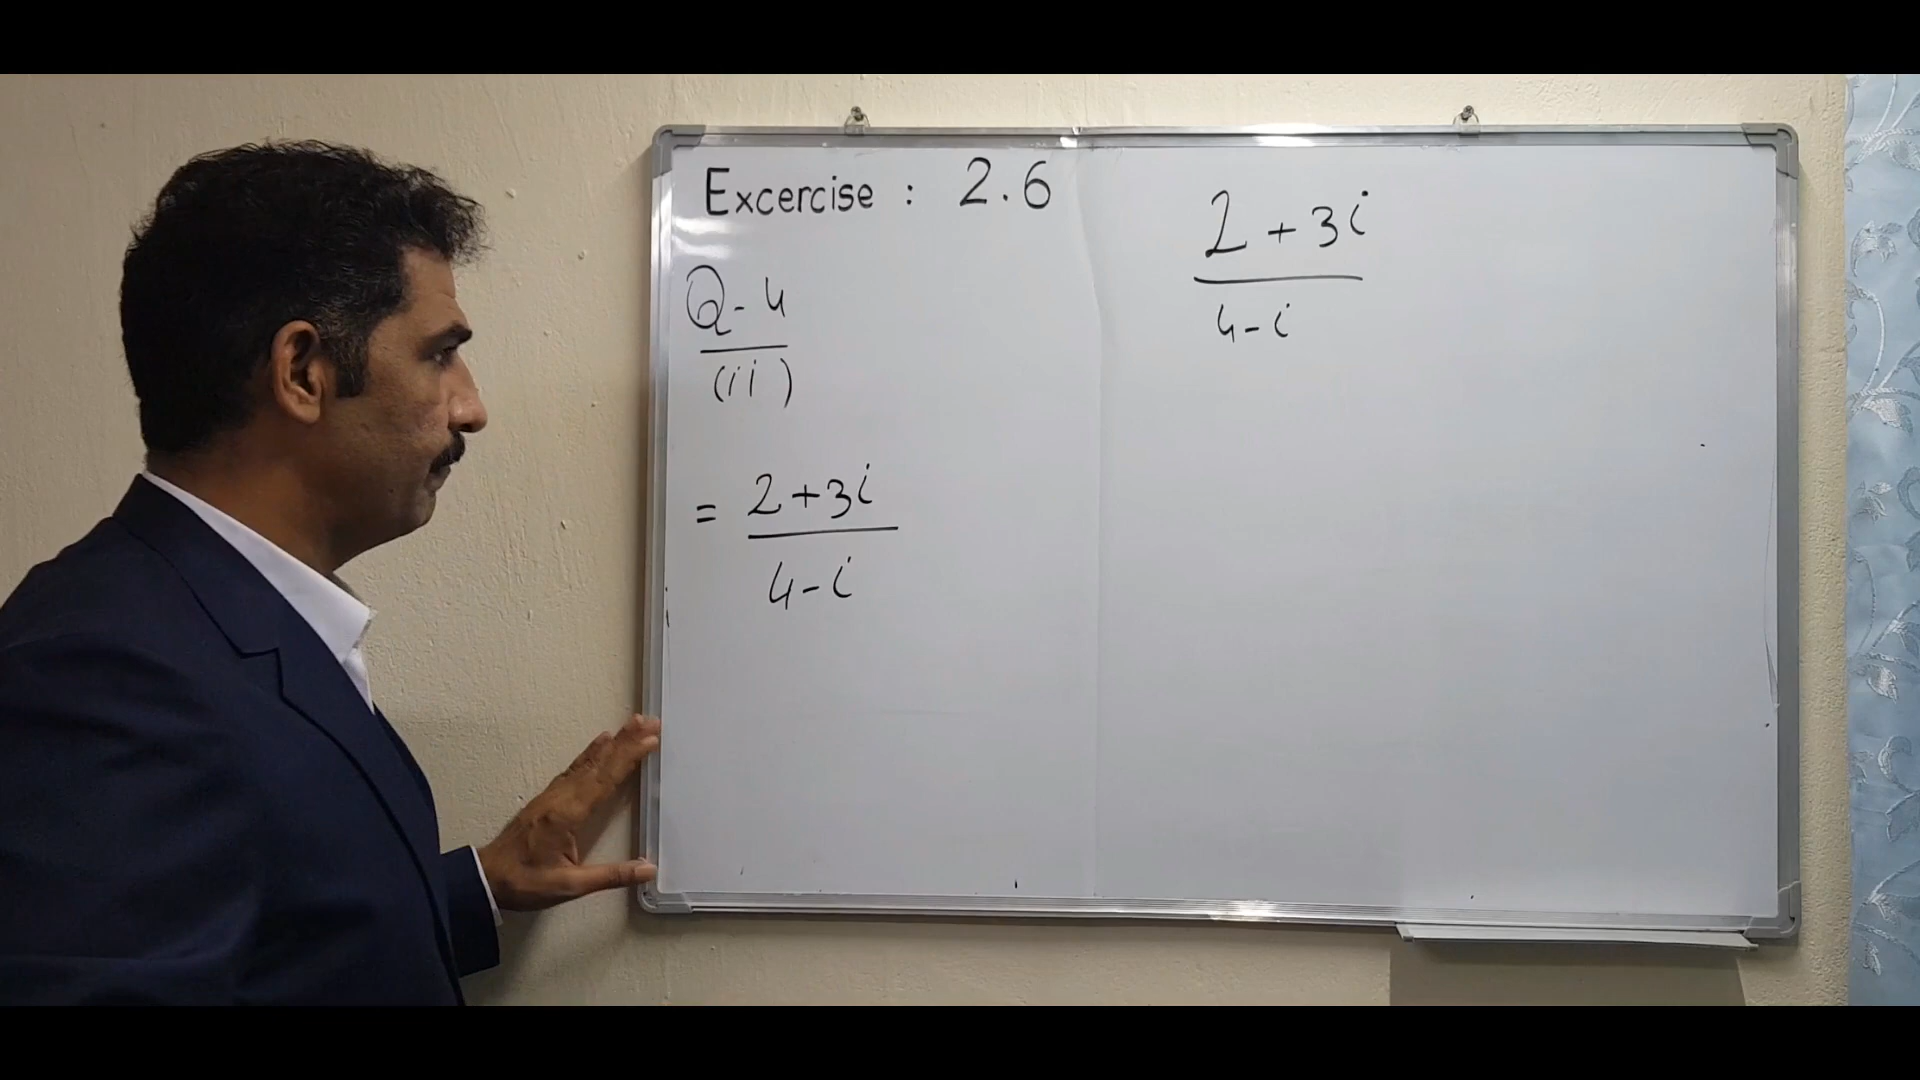 Excercise : 2.6
Q-4
(ii)
= 2+3i
4-i
2+3i
4-i